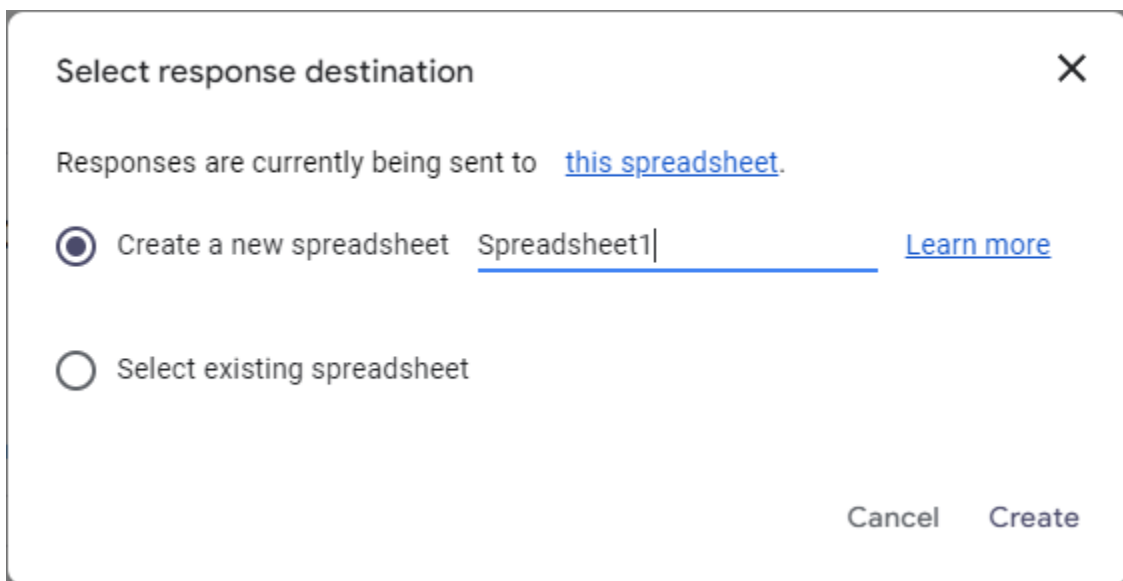 Select response destination
Responses are currently being sent to this spreadsheet.
Create a new spreadsheet Spreadsheet1 Learn more
Select existing spreadsheet
Cancel Create